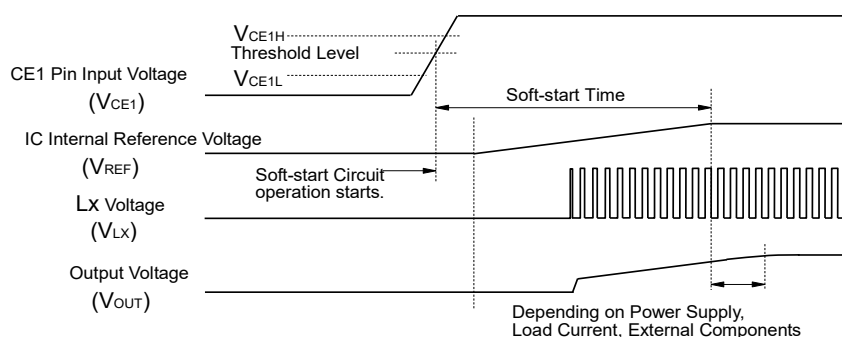 VCE1H
Threshold Level
VCE1L
CE1 Pin Input Voltage
(VCE1)
Soft-start Time
IC Internal Reference Voltage
(VREF)
Soft-start Circuit
operation starts.
Lx Voltage
(VLX)
Output Voltage
(VOUT)
Depending on Power Supply,
Load Current, External Components